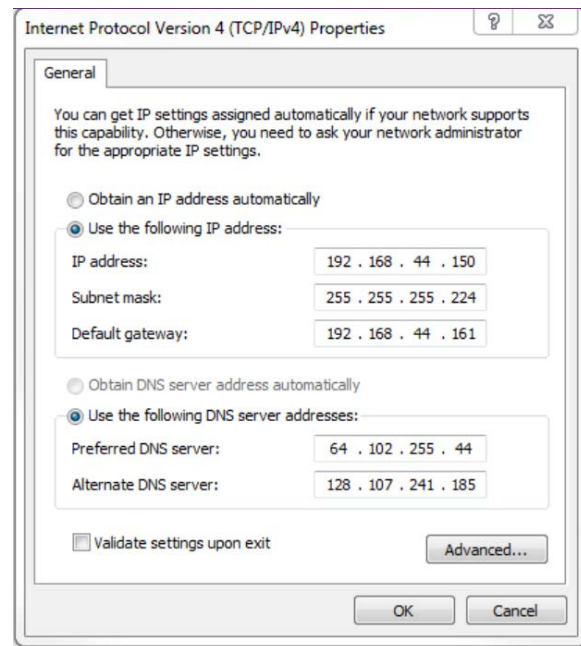 Internet Protocol Version 4 (TCP/IPv4) Properties
General
You can get IP settings assigned automatically if your network supports
this capability. Otherwise, you need to ask your network administrator
for the appropriate IP settings.
Obtain an IP address automatically
Use the following IP address:
IP address: 192 . 168 . 44 . 150
Subnet mask: 255 . 255 . 255 . 224
Default gateway: 192 . 168 . 44 . 161
Obtain DNS server address automatically
Use the following DNS server addresses:
Preferred DNS server: 64 . 102 . 255 . 44
Alternate DNS server: 128 . 107 . 241 . 185
Validate settings upon exit
Advanced...
OK Cancel